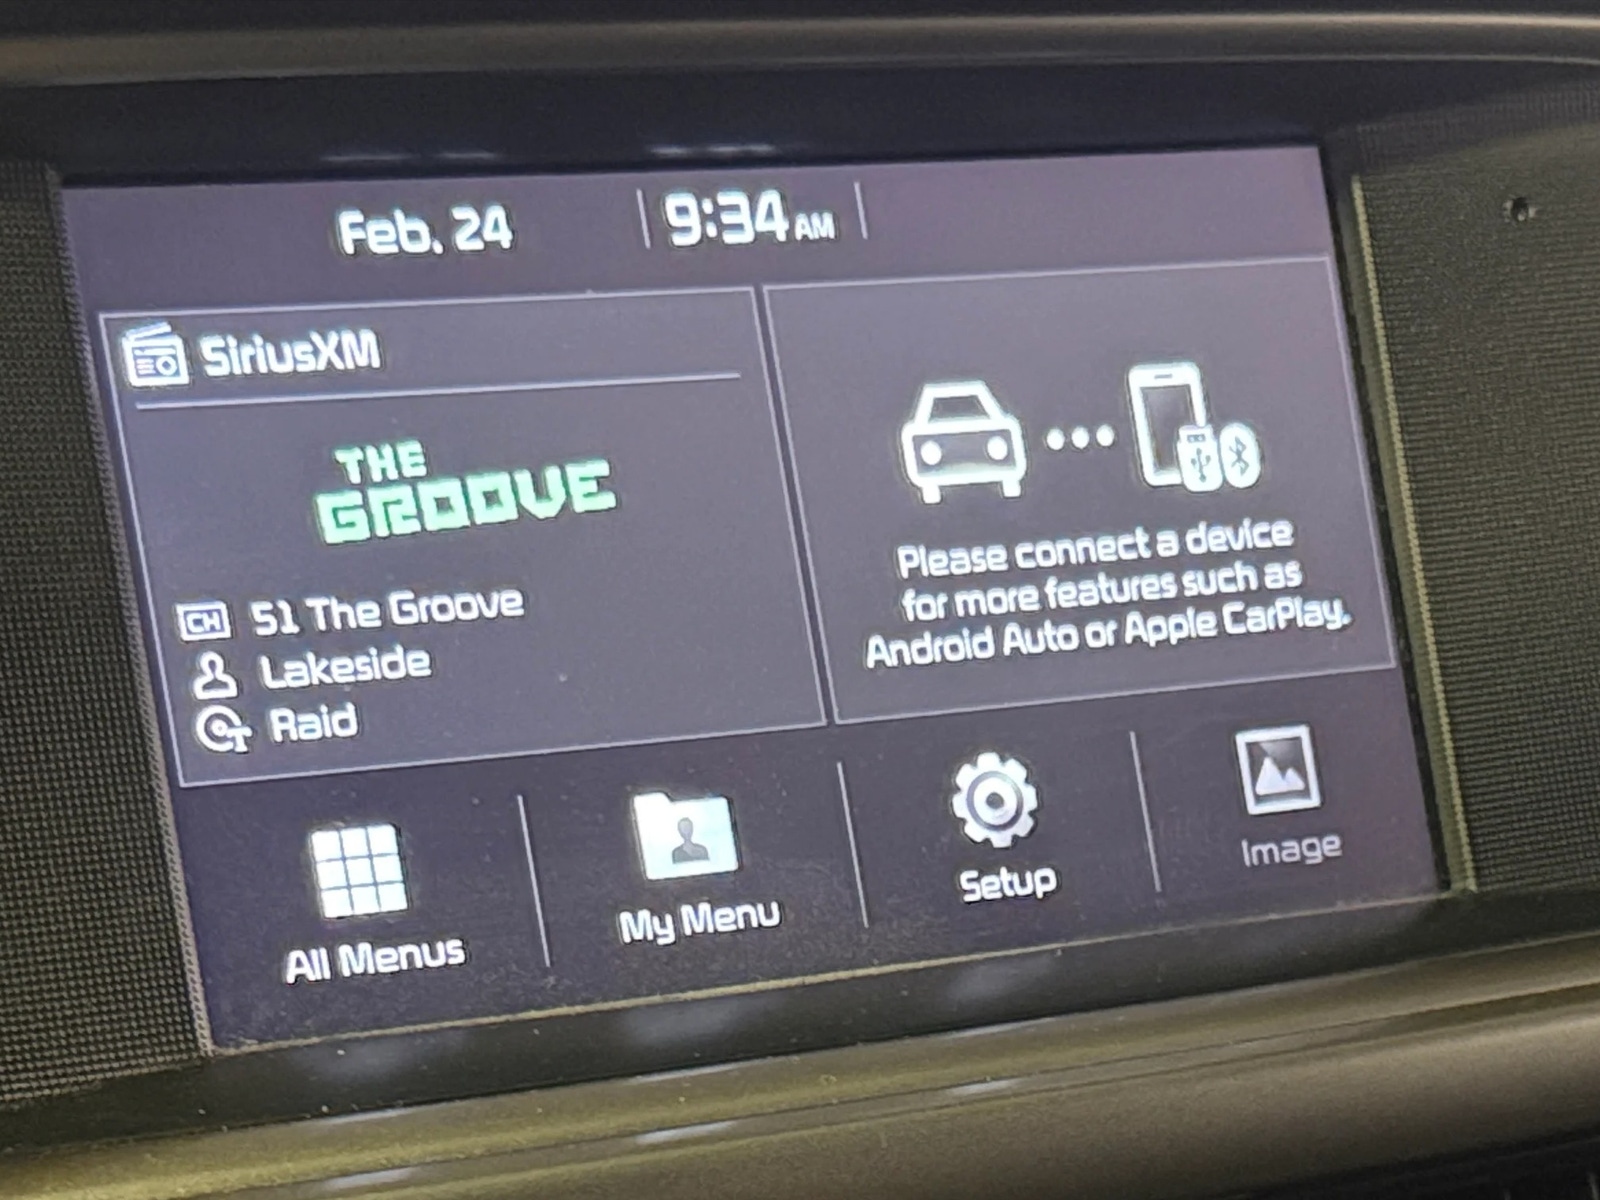 Feb. 24
9:34 AM
SiriusXM
THE
GROOVE
CH 51 The Groove
Lakeside
T Raid
Please connect a device
for more features such as
Android Auto or Apple CarPlay.
All Menus
My Menu
Setup
Image